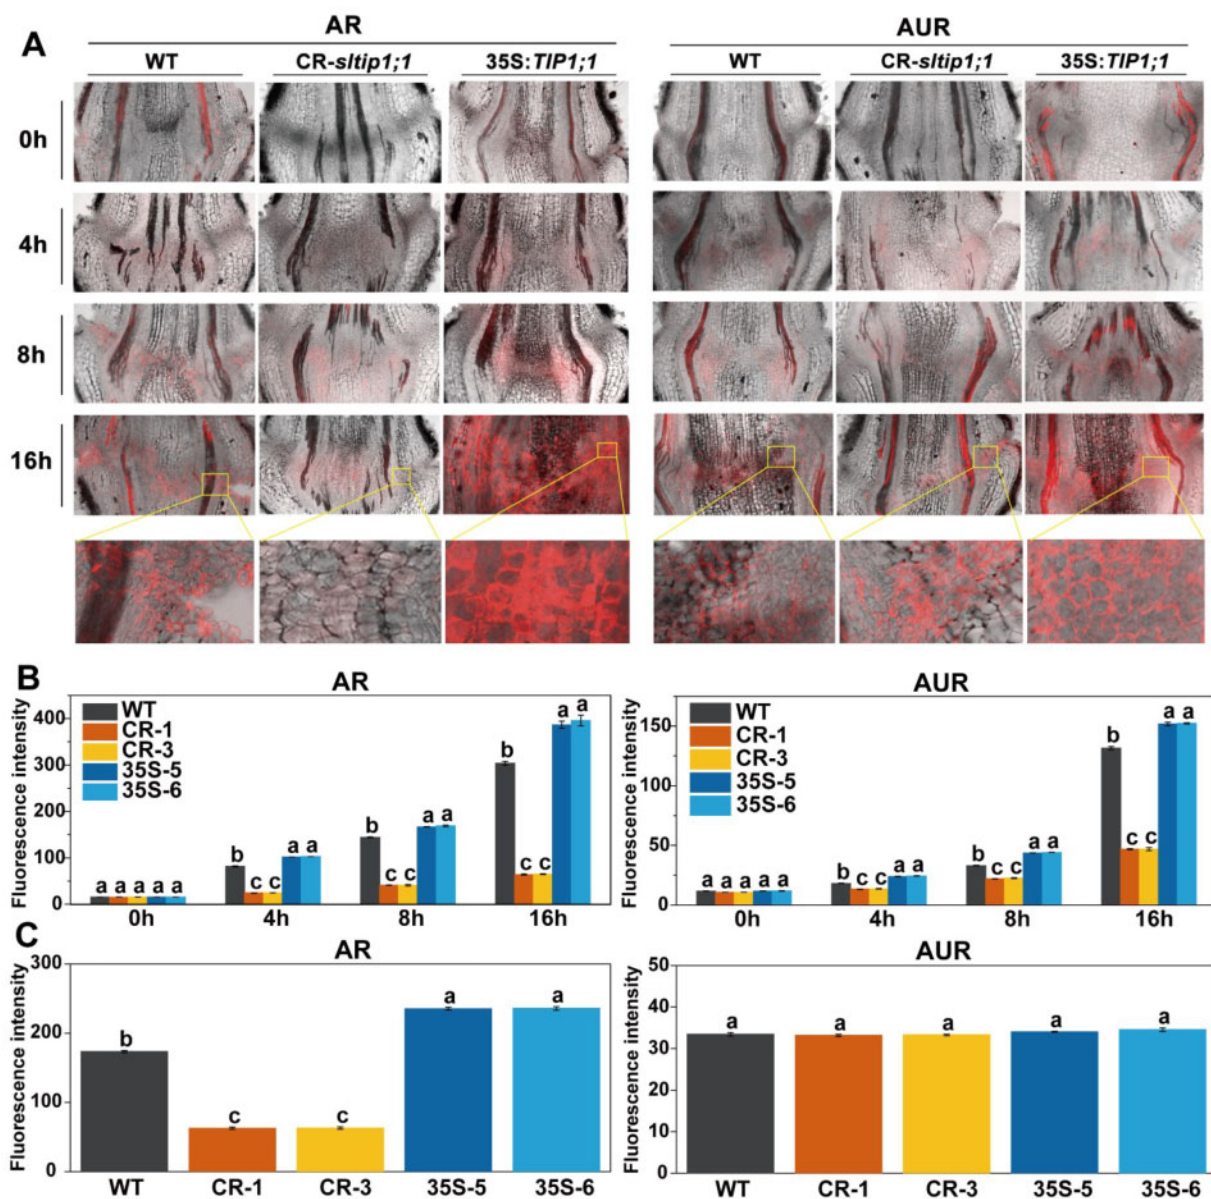 A
AR
AUR
WT CR-sltip1;1 35S:TIP1;1 WT CR-sltip1;1 35S:TIP1;1
0h
4h
8h
16h
B
AR
Fluorescence intensity
400
300
200
100
0
WT
CR-1
CR-3
35S-5
35S-6
a a a a a
b c c a a
b c c a a
b c c a a
0h 4h 8h 16h
AUR
Fluorescence intensity
150
100
50
25
0
WT
CR-1
CR-3
35S-5
35S-6
a a a a a
b c c a a
b c c a a
b c c a a
0h 4h 8h 16h
C
AR
Fluorescence intensity
300
200
100
0
b c c a a
WT CR-1 CR-3 35S-5 35S-6
AUR
Fluorescence intensity
50
40
30
20
10
0
a a a a a
WT CR-1 CR-3 35S-5 35S-6